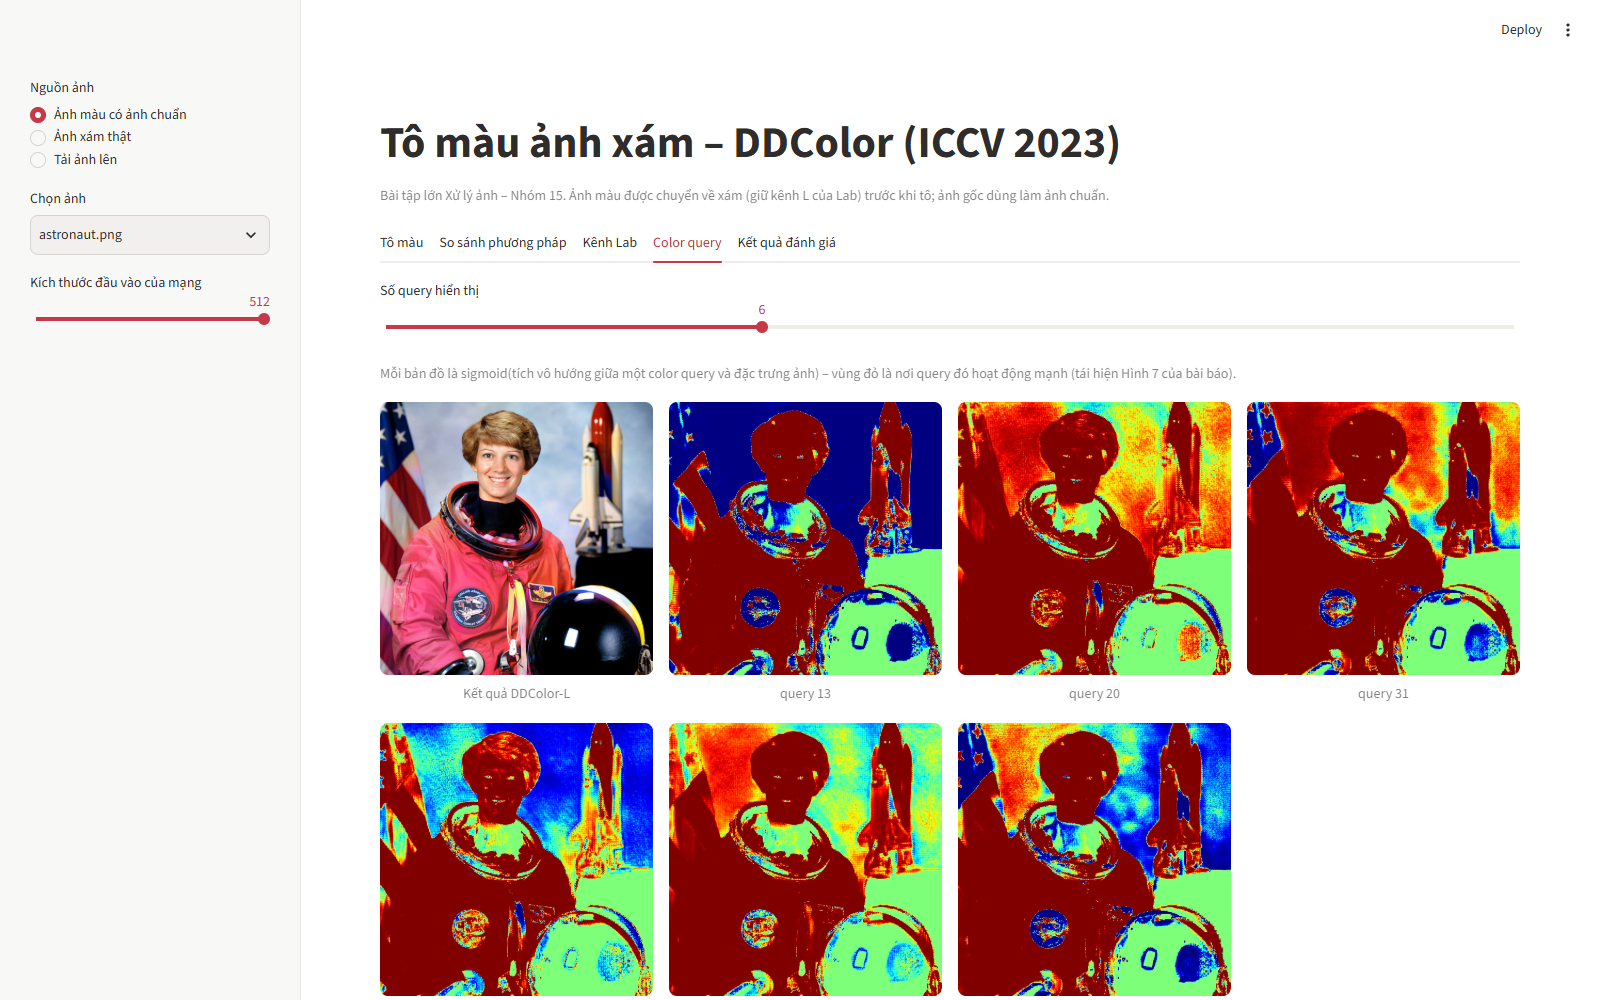 Deploy
Nguồn ảnh
Ảnh màu có ảnh chuẩn
Ảnh xám thật
Tải ảnh lên
Chọn ảnh
astronaut.png
Kích thước đầu vào của mạng
512
Tô màu ảnh xám – DDColor (ICCV 2023)
Bài tập lớn Xử lý ảnh – Nhóm 15. Ảnh màu được chuyển về xám (giữ kênh L của Lab) trước khi tô; ảnh gốc dùng làm ảnh chuẩn.
Tô màu
So sánh phương pháp
Kênh Lab
Color query
Kết quả đánh giá
Số query hiển thị
6
Mỗi bản đồ là sigmoid(tích vô hướng giữa một color query và đặc trưng ảnh) – vùng đỏ là nơi query đó hoạt động mạnh (tái hiện Hình 7 của bài báo).
Kết quả DDColor-L
query 13
query 20
query 31